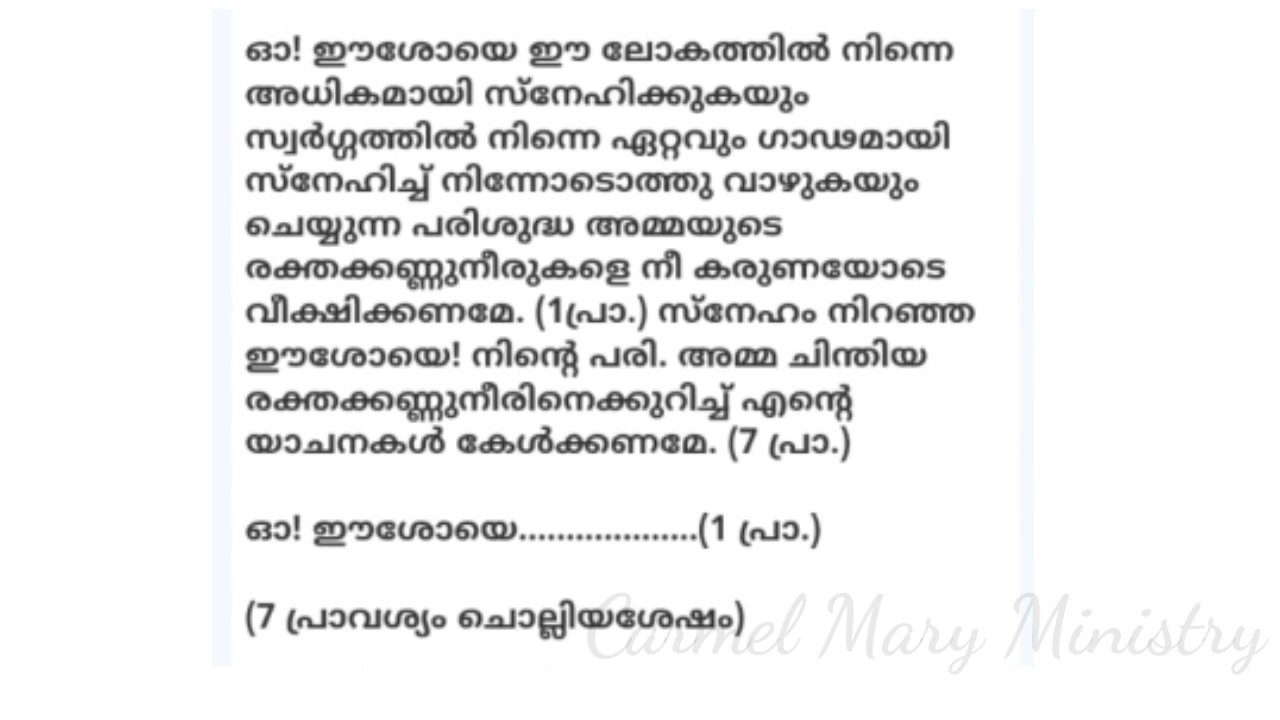 ഓ! ഈശോയെ ഈ ലോകത്തിൽ നിന്നെ
അധികമായി സ്നേഹിക്കുകയും
സ്വർഗ്ഗത്തിൽ നിന്നെ ഏറ്റവും ഗാഢമായി
സ്നേഹിച്ച് നിന്നോടൊത്തു വാഴുകയും
ചെയ്യുന്ന പരിശുദ്ധ അമ്മയുടെ
രക്തക്കണ്ണുനീരുകളെ നീ കരുണയോടെ
വീക്ഷിക്കണമേ. (1പ്രാ.) സ്നേഹം നിറഞ്ഞ
ഈശോയെ! നിന്റെ പരി. അമ്മ ചിന്തിയ
രക്തക്കണ്ണുനീരിനെക്കുറിച്ച് എന്റെ
യാചനകൾ കേൾക്കണമേ. (7 പ്രാ.)
ഓ! ഈശോയെ...................(1 പ്രാ.)
(7 പ്രാവശ്യം ചൊല്ലിയശേഷം)
Carmel Mary Ministry